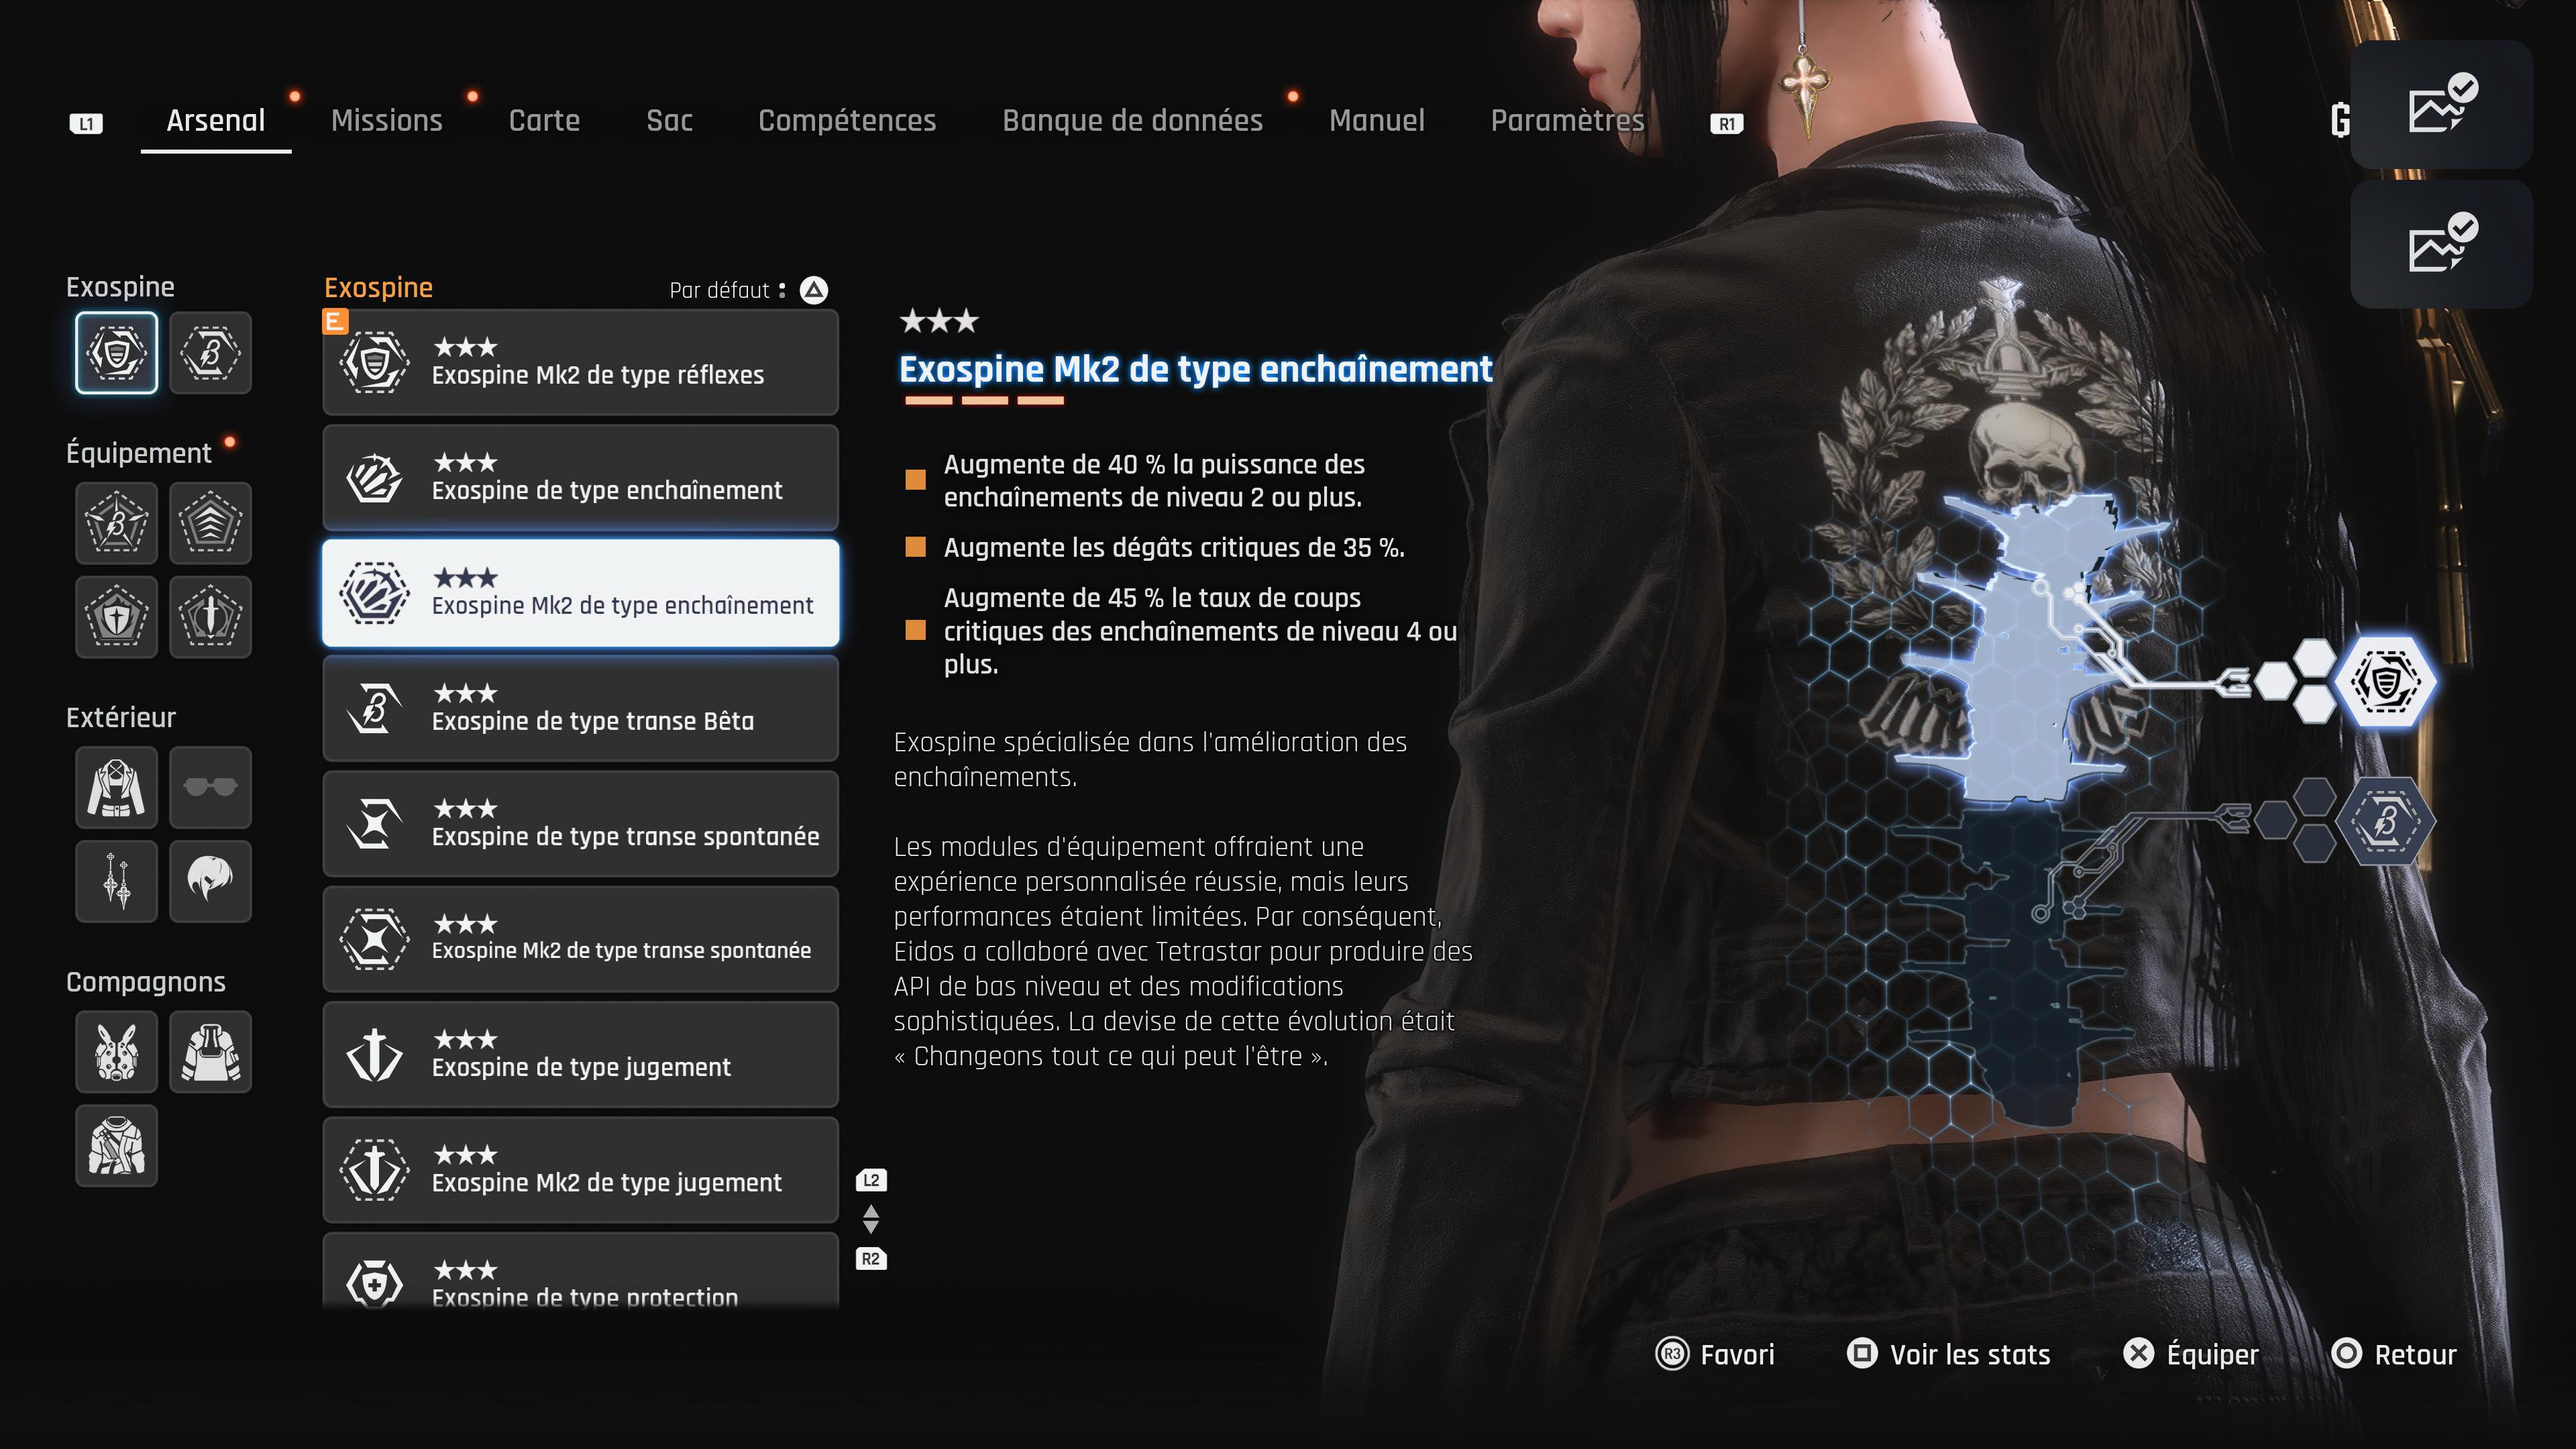 L1
Arsenal
Missions
Carte
Sac
Compétences
Banque de données
Manuel
Paramètres
R1
G
Exospine
Équipement
Extérieur
Compagnons
Exospine
Par défaut :
E
★★★
Exospine Mk2 de type réflexes
★★★
Exospine de type enchaînement
★★★
Exospine Mk2 de type enchaînement
★★★
Exospine de type transe Bêta
★★★
Exospine de type transe spontanée
★★★
Exospine Mk2 de type transe spontanée
★★★
Exospine de type jugement
★★★
Exospine Mk2 de type jugement
★★★
Exospine de type protection
L2
R2
★★★
Exospine Mk2 de type enchaînement
Augmente de 40 % la puissance des
enchaînements de niveau 2 ou plus.
Augmente les dégâts critiques de 35 %.
Augmente de 45 % le taux de coups
critiques des enchaînements de niveau 4 ou
plus.
Exospine spécialisée dans l'amélioration des
enchaînements.
Les modules d'équipement offraient une
expérience personnalisée réussie, mais leurs
performances étaient limitées. Par conséquent,
Eidos a collaboré avec Tetrastar pour produire des
API de bas niveau et des modifications
sophistiquées. La devise de cette évolution était
« Changeons tout ce qui peut l'être ».
R3 Favori
Voir les stats
Équiper
Retour